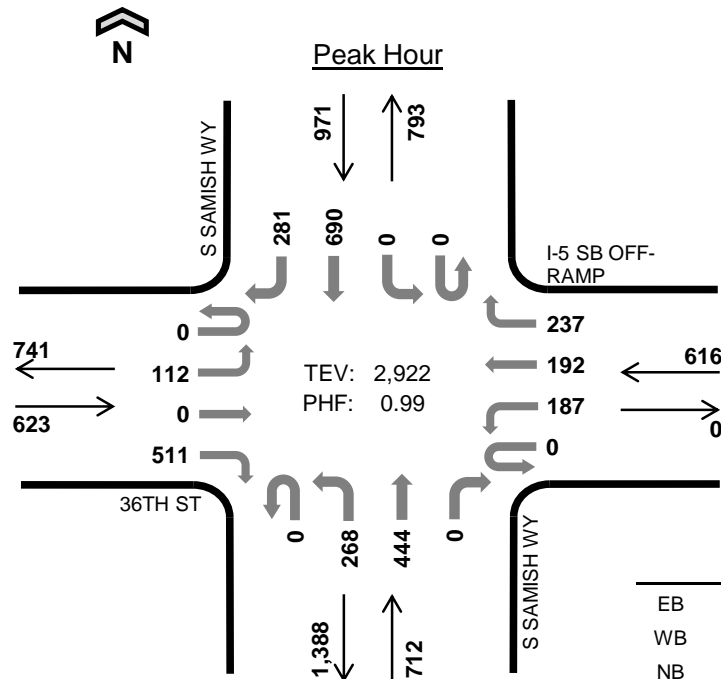 N
Peak Hour
971
793
S SAMISH WY
281
690
0
0
I-5 SB OFF-
RAMP
0
237
741
112
192
616
TEV: 2,922
623
0
PHF: 0.99
187
0
511
0
36TH ST
0
268
444
0
S SAMISH WY
1,388
712
EB
WB
NB